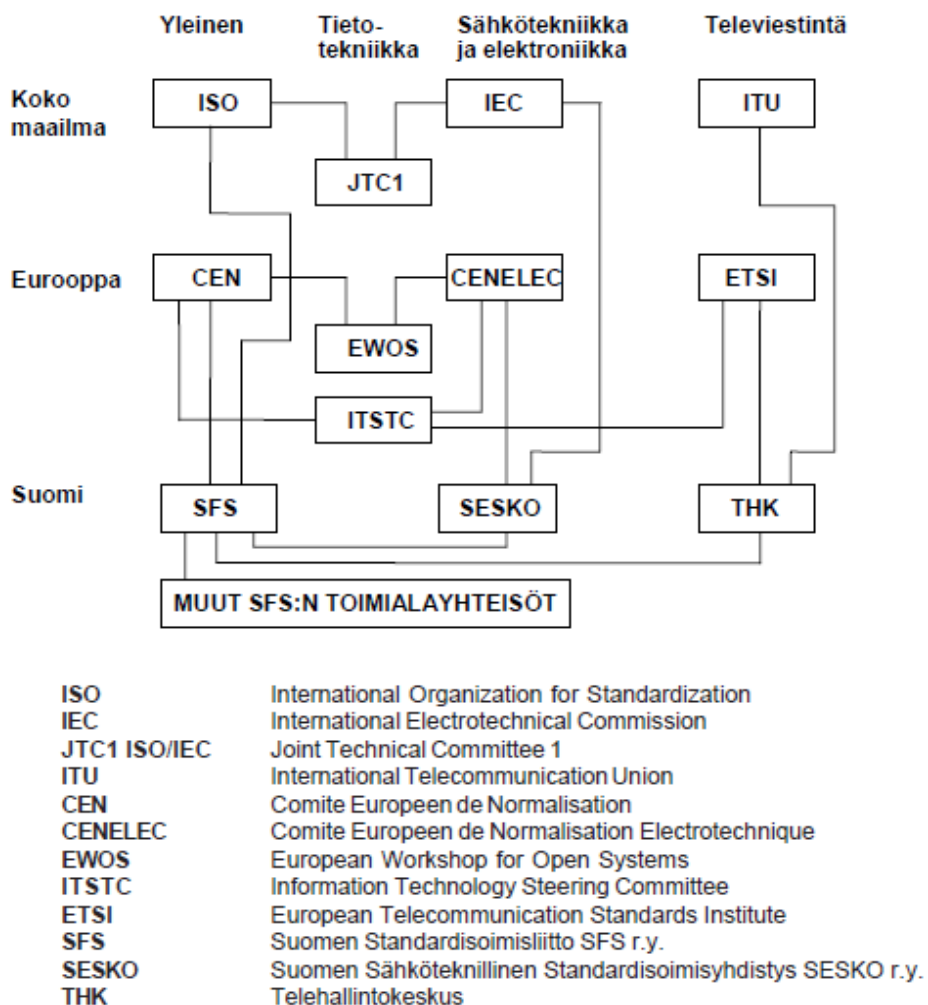 Yleinen
Tieto-
tekniikka
Sähkötekniikka
ja elektroniikka
Televiestintä
Koko
maailma
ISO
IEC
ITU
JTC1
Eurooppa
CEN
CENELEC
ETSI
EWOS
ITSTC
Suomi
SFS
SESKO
THK
MUUT SFS:N TOIMIALAYHTEISÖT
ISO International Organization for Standardization
IEC International Electrotechnical Commission
JTC1 ISO/IEC Joint Technical Committee 1
ITU International Telecommunication Union
CEN Comite Europeen de Normalisation
CENELEC Comite Europeen de Normalisation Electrotechnique
EWOS European Workshop for Open Systems
ITSTC Information Technology Steering Committee
ETSI European Telecommunication Standards Institute
SFS Suomen Standardisoimisliitto SFS r.y.
SESKO Suomen Sähköteknillinen Standardisoimisyhdistys SESKO r.y.
THK Telehallintokeskus